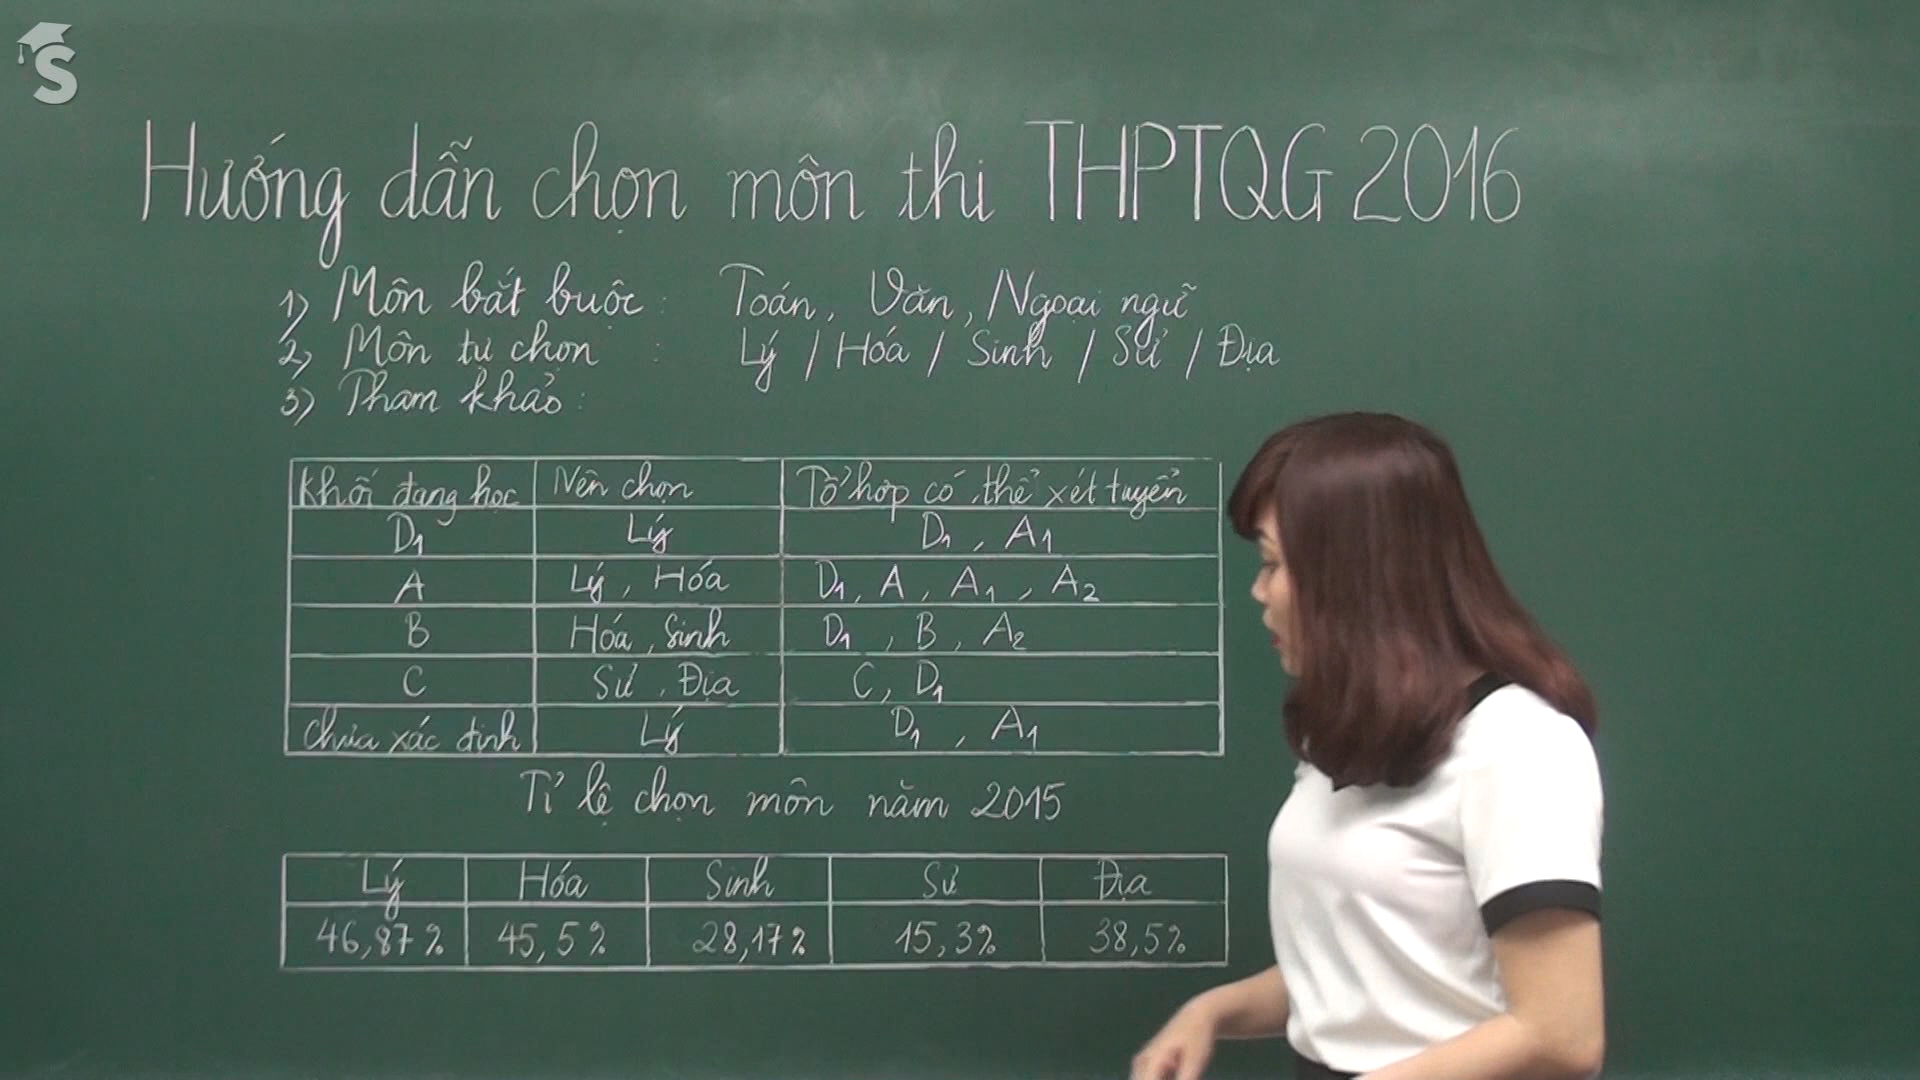 S
Hướng dẫn chọn môn thi THPTQG 2016
1) Môn bắt buộc : Toán, Văn, Ngoại ngữ
2) Môn tự chọn : Lý / Hóa / Sinh / Sử / Địa
3) Tham khảo :
Khối đang học Nên chọn Tổ hợp có thể xét tuyển
D1 Lý D1, A1
A Lý, Hóa D1, A, A1, A2
B Hóa, Sinh D1, B, A2
C Sử, Địa C, D1
Chưa xác định Lý D1, A1
Tỉ lệ chọn môn năm 2015
Lý Hóa Sinh Sử Địa
46,87% 45,5% 28,17% 15,3% 38,5%